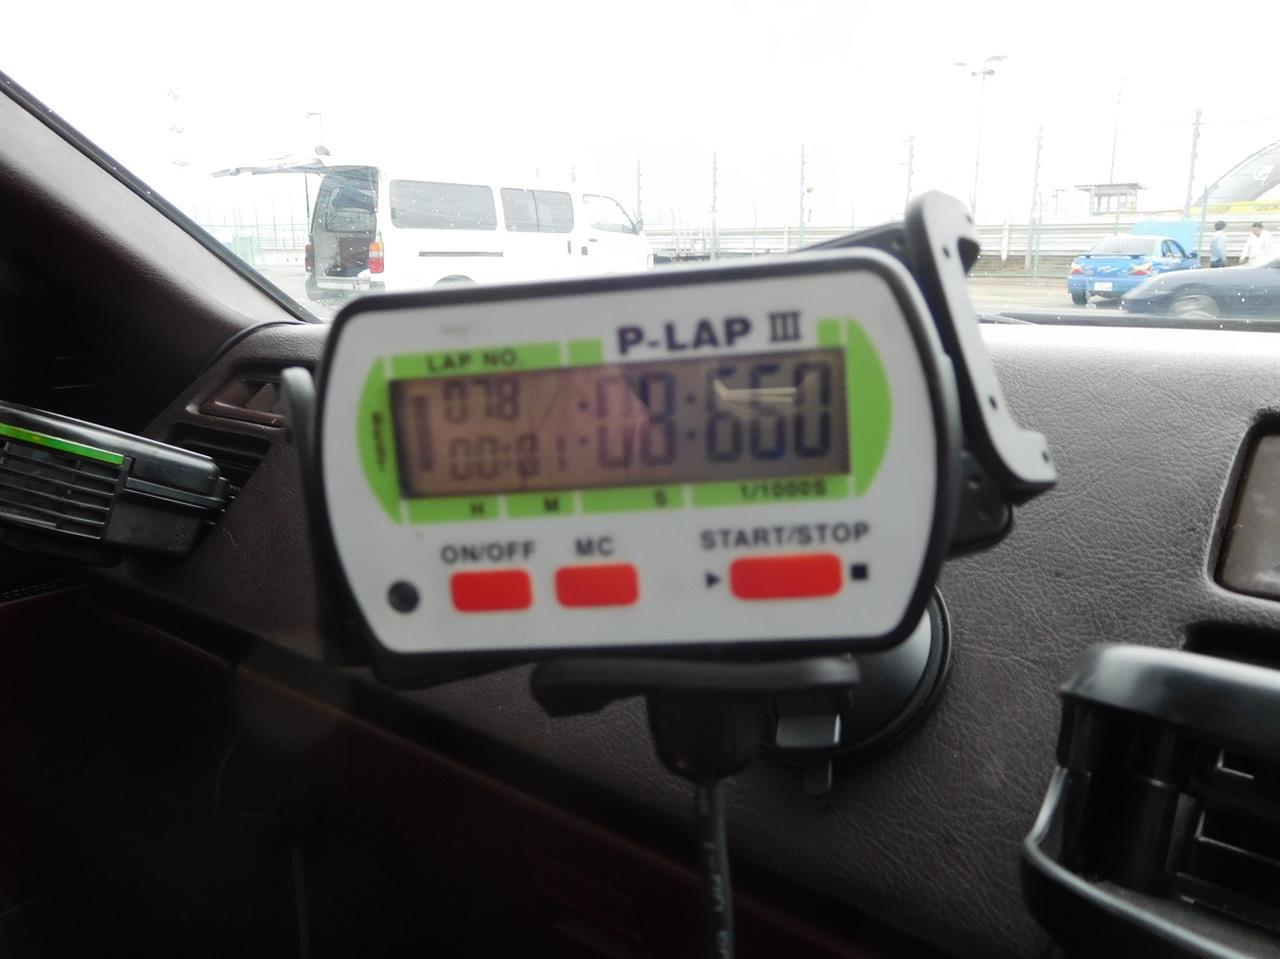 P-LAP III
LAP NO.
078
00:01:08:660
H M S 1/1000S
ON/OFF MC START/STOP